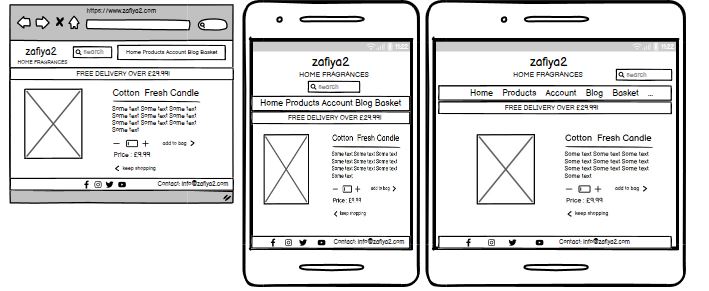 https://www.zafiya2.com
zafiya2
HOME FRAGRANCES
search
Home Products Account Blog Basket
FREE DELIVERY OVER £29.99!
Cotton Fresh Candle
Some text Some text Some text
Some text Some text Some text
Some text Some text Some text
Some text
add to bag
Price : £9.99
keep shopping
Contact: info@zafiya2.com
11:22
zafiya2
HOME FRAGRANCES
search
Home Products Account Blog Basket
FREE DELIVERY OVER £29.99!
Cotton Fresh Candle
Some text Some text Some text
Some text Some text Some text
Some text Some text Some text
Some text
add to bag
Price : £9.99
keep shopping
Contact: info@zafiya2.com
11:22
zafiya2
HOME FRAGRANCES
search
Home Products Account Blog Basket ...
FREE DELIVERY OVER £29.99!
Cotton Fresh Candle
Some text Some text Some text
Some text Some text Some text
Some text Some text Some text
Some text
add to bag
Price : £9.99
keep shopping
Contact: info@zafiya2.com